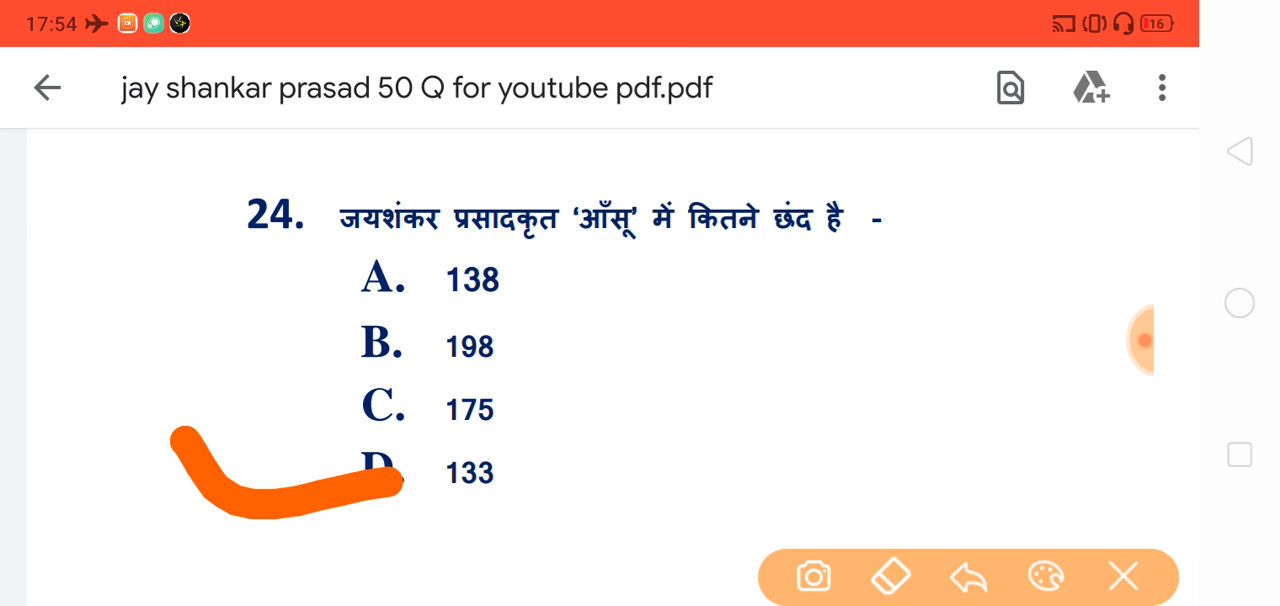 17:54
16
jay shankar prasad 50 Q for youtube pdf.pdf
24. जयशंकर प्रसादकृत ‘आँसू’ में कितने छंद है -
A. 138
B. 198
C. 175
D. 133